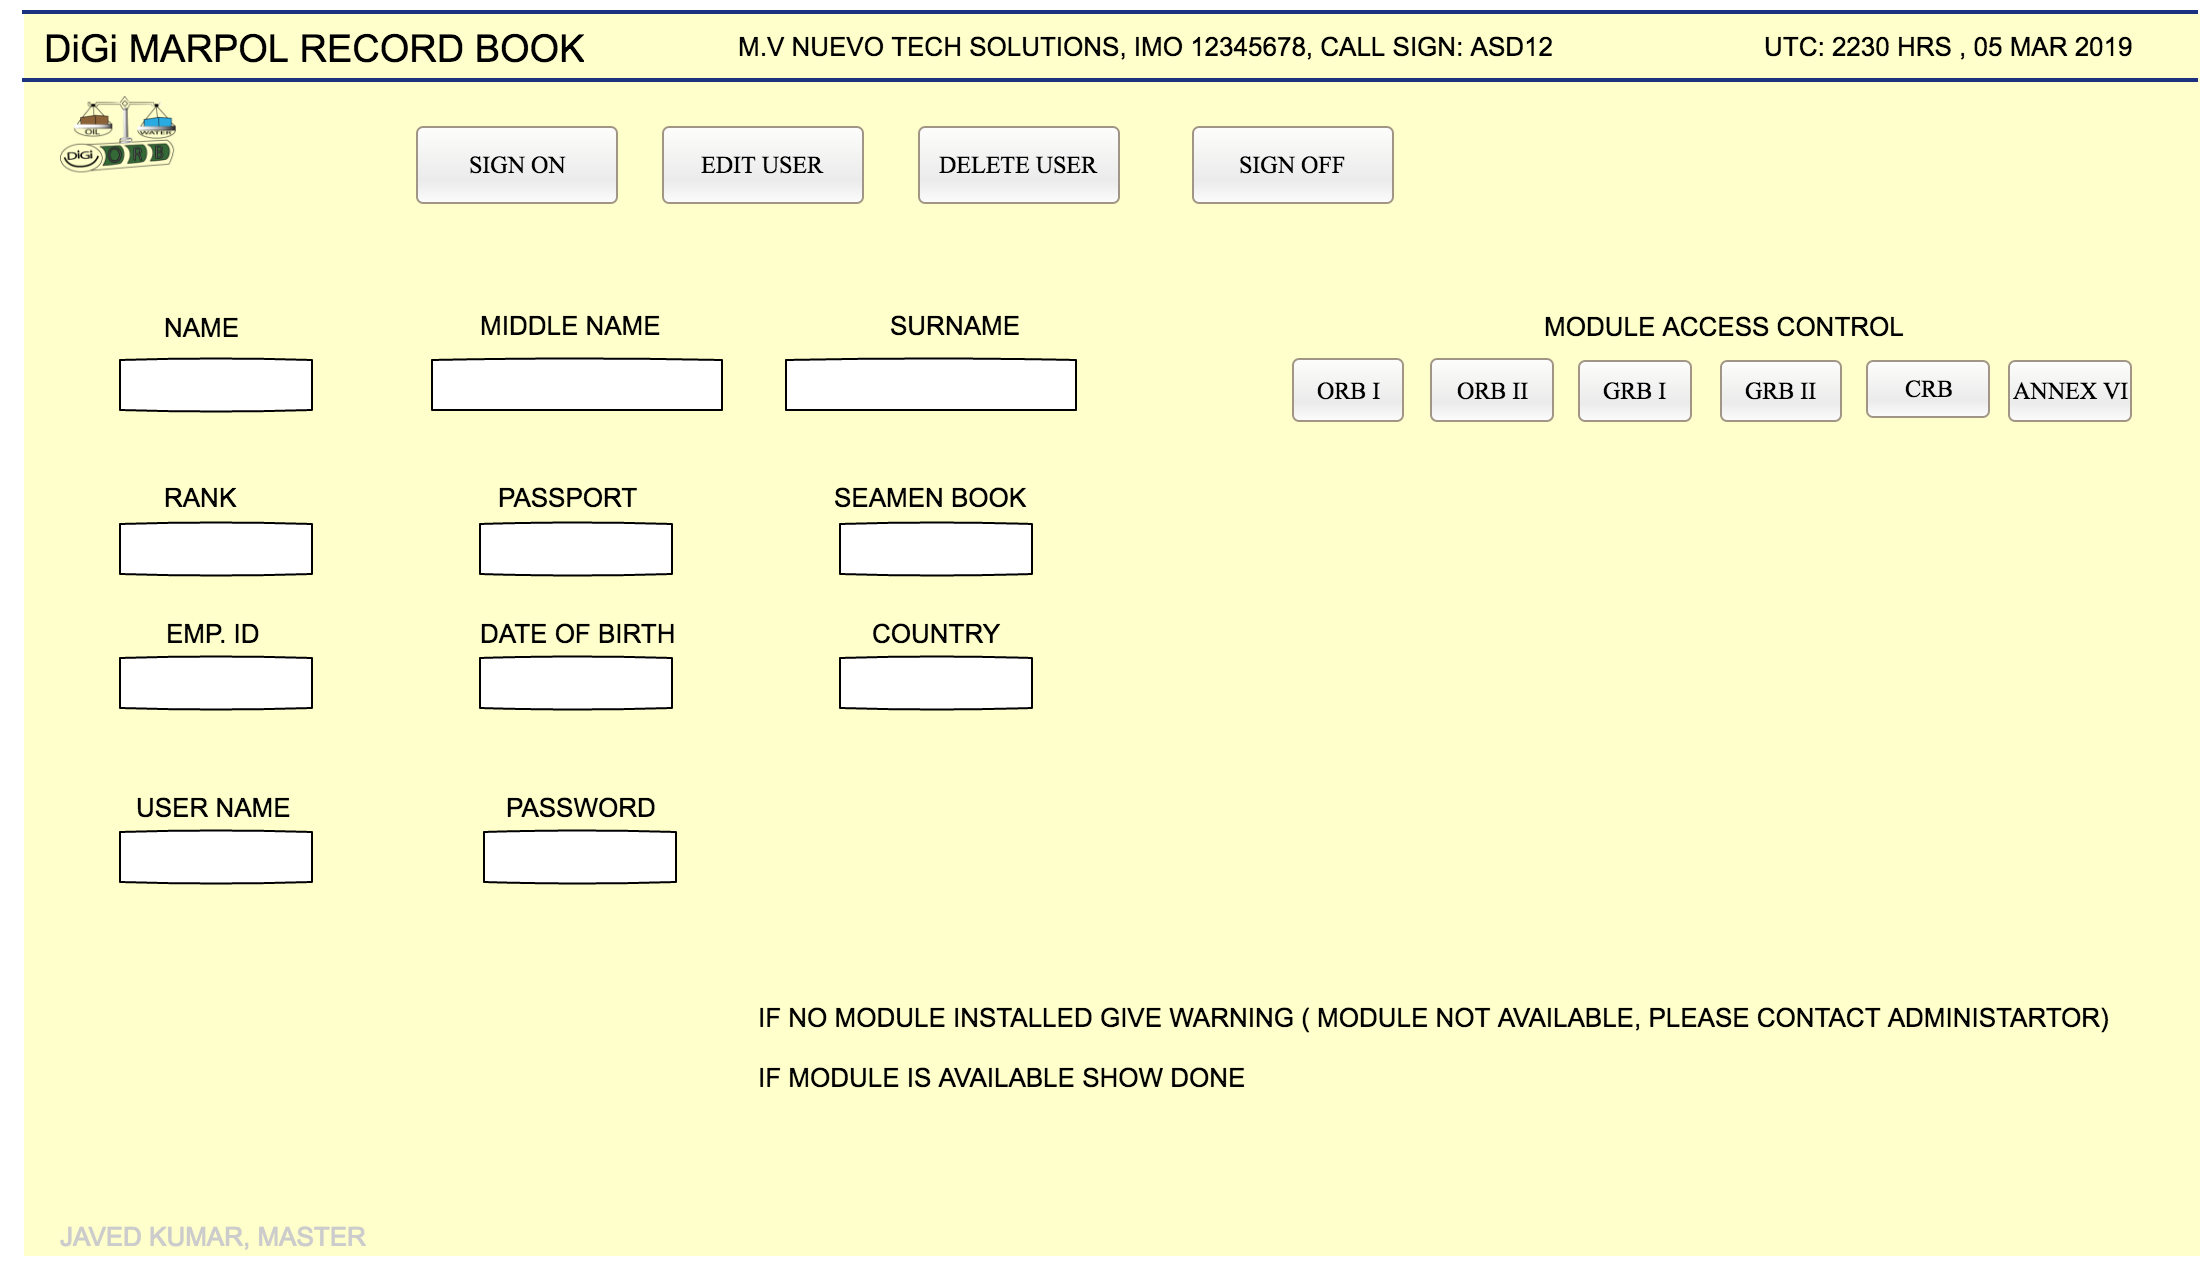 DiGi MARPOL RECORD BOOK M.V NUEVO TECH SOLUTIONS, IMO 12345678, CALL SIGN: ASD12 UTC: 2230 HRS , 05 MAR 2019
OIL WATER
DiGi ORB
SIGN ON EDIT USER DELETE USER SIGN OFF
NAME MIDDLE NAME SURNAME MODULE ACCESS CONTROL
ORB I ORB II GRB I GRB II CRB ANNEX VI
RANK PASSPORT SEAMEN BOOK
EMP. ID DATE OF BIRTH COUNTRY
USER NAME PASSWORD
IF NO MODULE INSTALLED GIVE WARNING ( MODULE NOT AVAILABLE, PLEASE CONTACT ADMINISTARTOR)
IF MODULE IS AVAILABLE SHOW DONE
JAVED KUMAR, MASTER